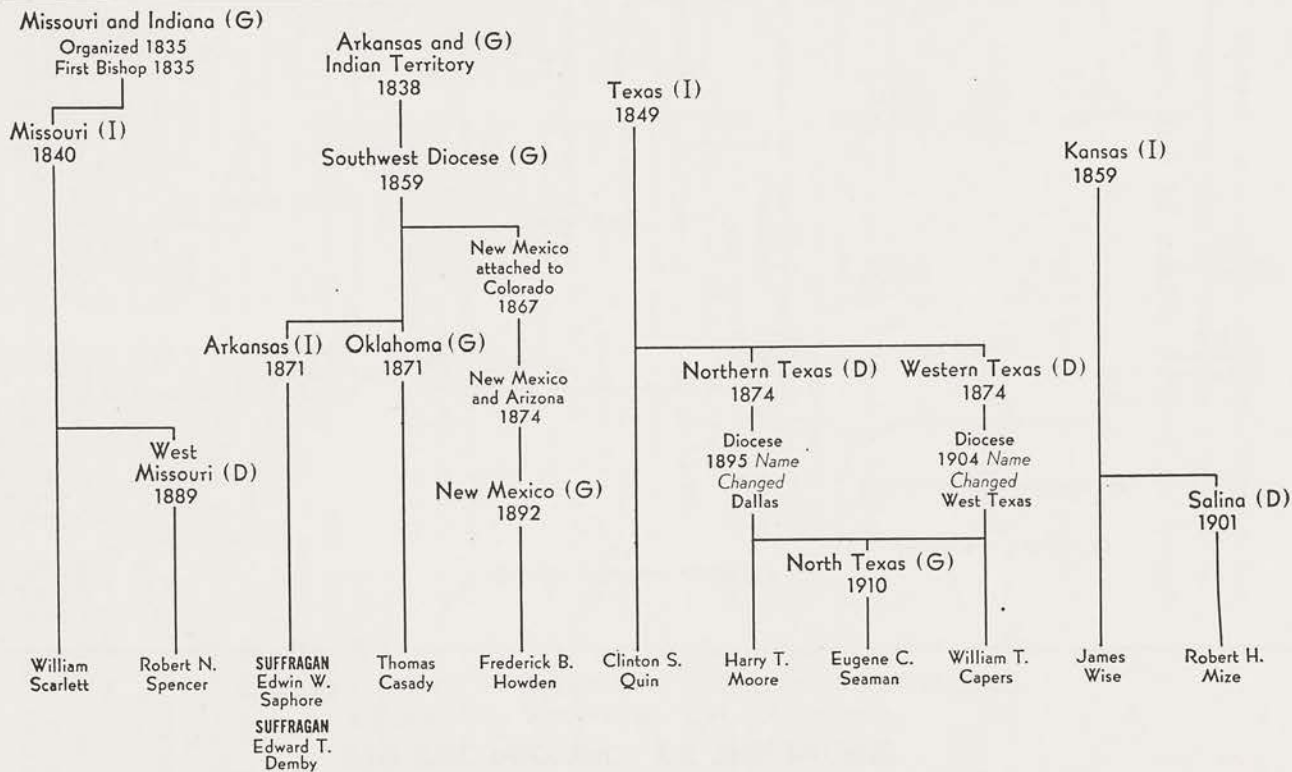 Missouri and Indiana (G)
Organized 1835
First Bishop 1835
Missouri (I)
1840
West
Missouri (D)
1889
William
Scarlett
Robert N.
Spencer
Arkansas and (G)
Indian Territory
1838
Southwest Diocese (G)
1859
New Mexico
attached to
Colorado
1867
Arkansas (I)
1871
Oklahoma (G)
1871
New Mexico
and Arizona
1874
New Mexico (G)
1892
SUFFRAGAN
Edwin W.
Saphore
SUFFRAGAN
Edward T.
Demby
Thomas
Casady
Frederick B.
Howden
Texas (I)
1849
Northern Texas (D)
1874
Western Texas (D)
1874
Diocese
1895 Name
Changed
Dallas
Diocese
1904 Name
Changed
West Texas
North Texas (G)
1910
Clinton S.
Quin
Harry T.
Moore
Eugene C.
Seaman
William T.
Capers
Kansas (I)
1859
Salina (D)
1901
James
Wise
Robert H.
Mize